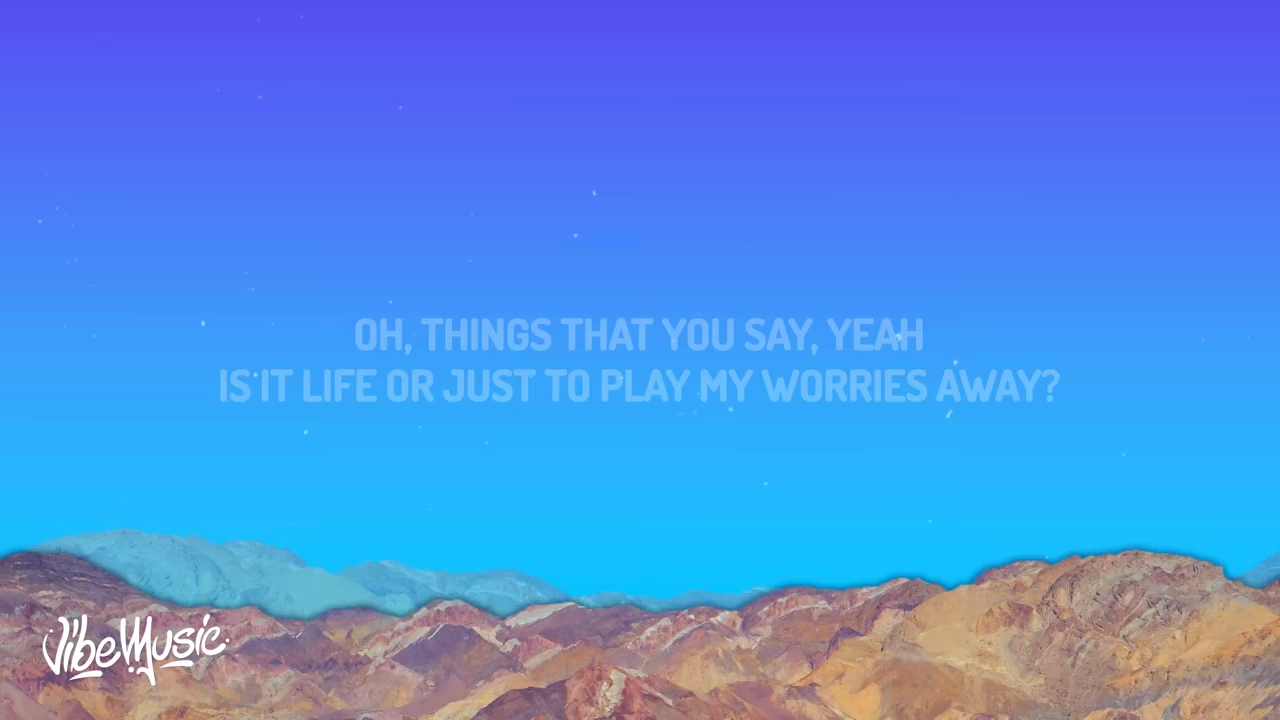 OH, THINGS THAT YOU SAY, YEAH
IS IT LIFE OR JUST TO PLAY MY WORRIES AWAY?
VibeMusic